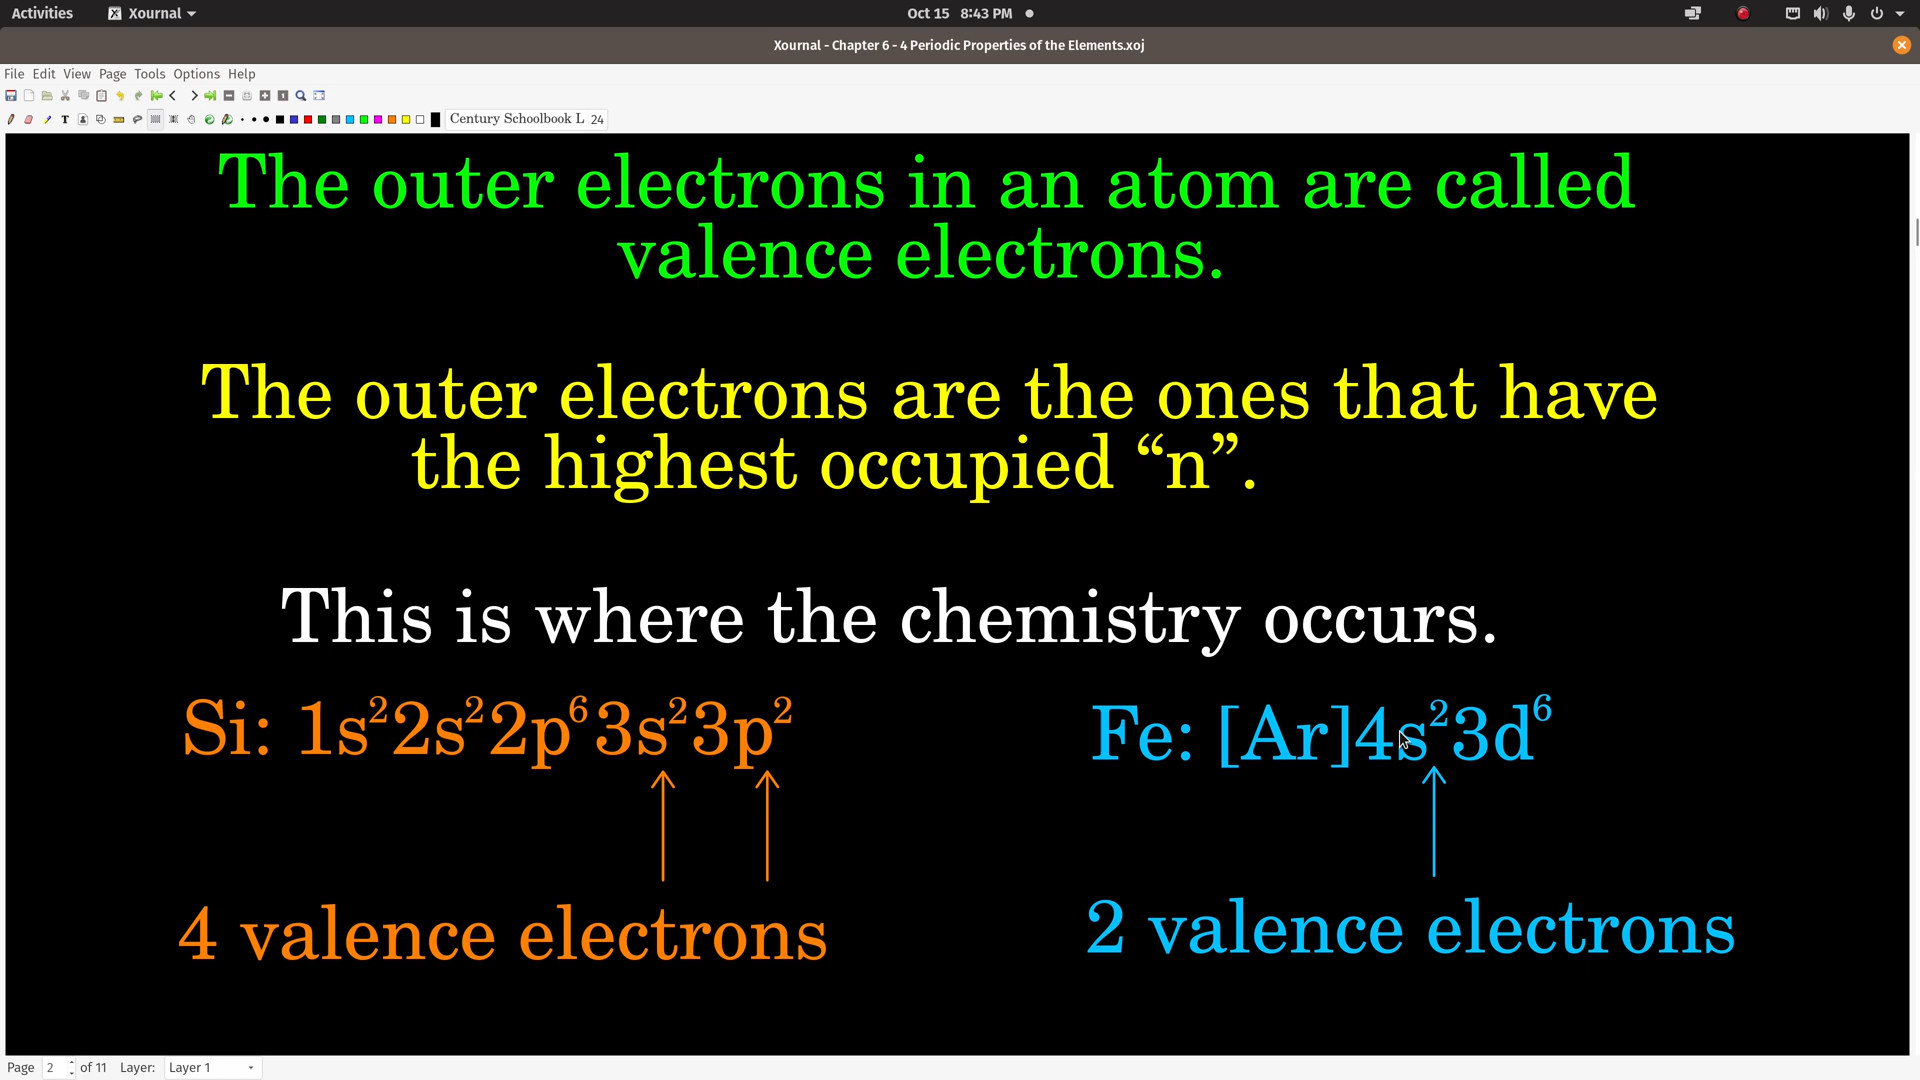 Activities Xournal Oct 15 8:43 PM
Xournal - Chapter 6 - 4 Periodic Properties of the Elements.xoj
File Edit View Page Tools Options Help
Century Schoolbook L 24
The outer electrons in an atom are called
valence electrons.
The outer electrons are the ones that have
the highest occupied “n”.
This is where the chemistry occurs.
Si: 1s²2s²2p⁶3s²3p² Fe: [Ar]4s²3d⁶
4 valence electrons 2 valence electrons
Page 2 of 11 Layer: Layer 1